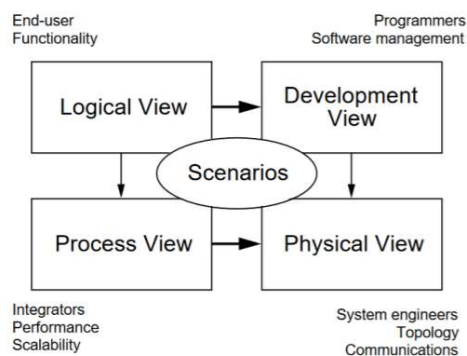 End-user
Functionality
Programmers
Software management
Logical View
Development
View
Scenarios
Process View
Physical View
Integrators
Performance
Scalability
System engineers
Topology
Communications